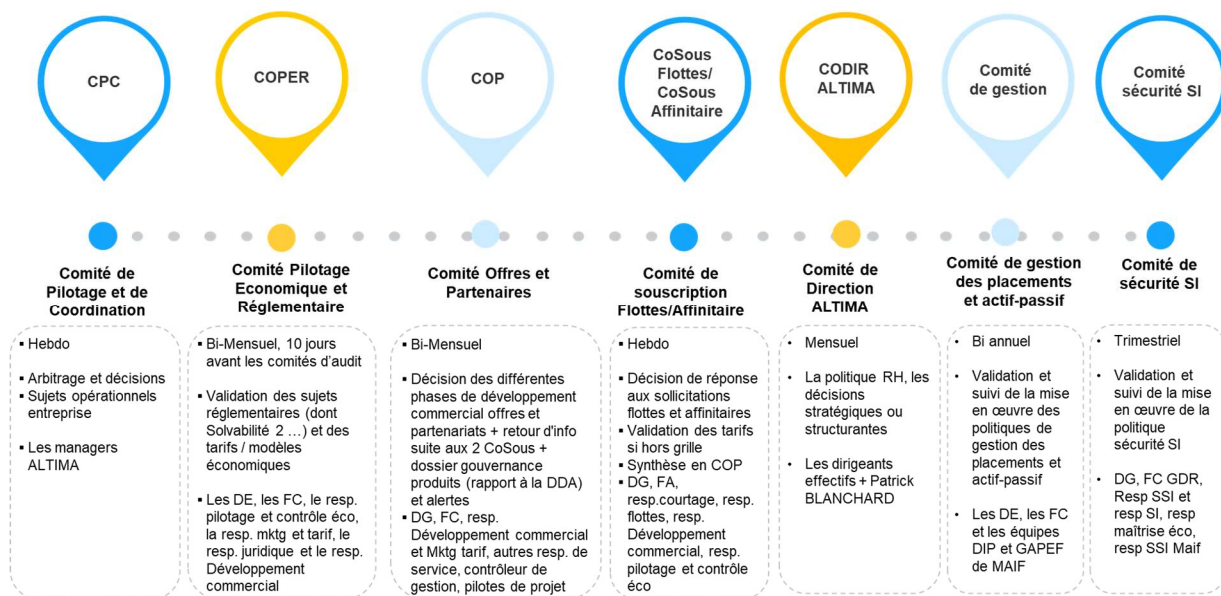 CPC
COPER
COP
CoSous
Flottes/
CoSous
Affinitaire
CODIR
ALTIMA
Comité
de gestion
Comité
sécurité SI
Comité de
Pilotage et de
Coordination
▪ Hebdo
▪ Arbitrage et décisions
▪ Sujets opérationnels
entreprise
▪ Les managers
ALTIMA
Comité Pilotage
Economique et
Réglementaire
▪ Bi-Mensuel, 10 jours
avant les comités d'audit
▪ Validation des sujets
réglementaires (dont
Solvabilité 2 ...) et des
tarifs / modèles
économiques
▪ Les DE, les FC, le resp.
pilotage et contrôle éco,
la resp. mktg et tarif, le
resp. juridique et le resp.
Développement
commercial
Comité Offres et
Partenaires
▪ Bi-Mensuel
▪ Décision des différentes
phases de développement
commercial offres et
partenariats + retour d'info
suite aux 2 CoSous +
dossier gouvernance
produits (rapport à la DDA)
et alertes
▪ DG, FC, resp.
Développement commercial
et Mktg tarif, autres resp. de
service, contrôleur de
gestion, pilotes de projet
Comité de
souscription
Flottes/Affinitaire
▪ Hebdo
▪ Décision de réponse
aux sollicitations
flottes et affinitaires
▪ Validation des tarifs
si hors grille
▪ Synthèse en COP
▪ DG, FA,
resp.courtage, resp.
flottes, resp.
Développement
commercial, resp.
pilotage et contrôle
éco
Comité de
Direction
ALTIMA
• Mensuel
• La politique RH, les
décisions
stratégiques ou
structurantes
• Les dirigeants
effectifs + Patrick
BLANCHARD
Comité de gestion
des placements
et actif-passif
• Bi annuel
• Validation et
suivi de la mise
en œuvre des
politiques de
gestion des
placements et
actif-passif
• Les DE, les FC
et les équipes
DIP et GAPEF
de MAIF
Comité de
sécurité SI
• Trimestriel
• Validation et
suivi de la mise
en œuvre de la
politique
sécurité SI
• DG, FC GDR,
Resp SSI et
resp SI, resp
maîtrise éco,
resp SSI Maif